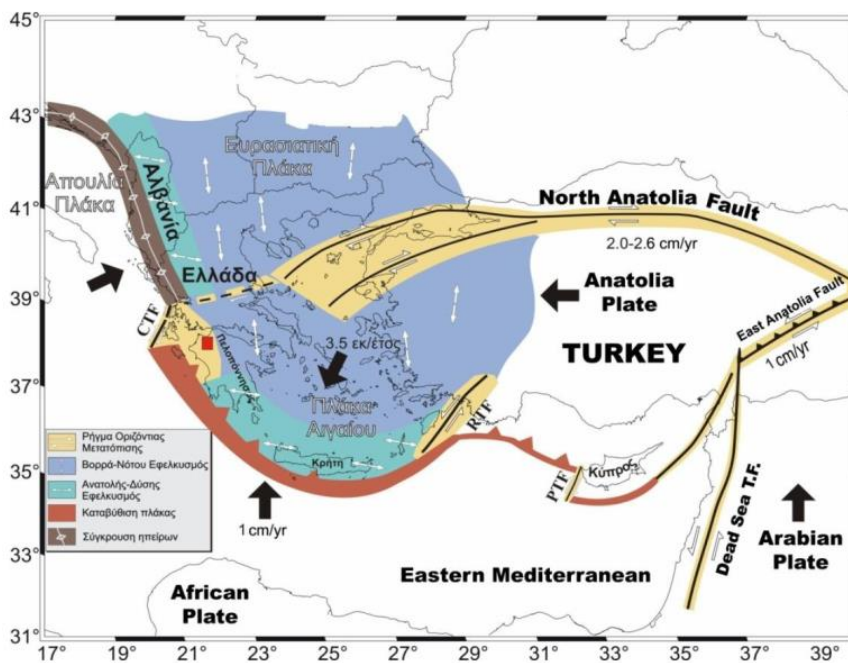 45°
43°
41°
39°
37°
35°
33°
31°
Ευρασιατική
Πλάκα
Απουλία
Πλάκα
Αλβανία
North Anatolia Fault
2.0-2.6 cm/yr
Ελλάδα
Anatolia
Plate
East Anatolia Fault
1 cm/yr
CTF
Πελοπόννησος
3.5 εκ/έτος
TURKEY
Πλάκα
Αιγαίου
RTF
Κρήτη
Κύπρος
PTF
Dead Sea T.F.
1 cm/yr
Arabian
Plate
Eastern Mediterranean
African
Plate
Ρήγμα Οριζόντιας
Μετατόπισης
Βορρά-Νότου Εφελκυσμός
Ανατολής-Δύσης
Εφελκυσμός
Καταβύθιση πλάκας
Σύγκρουση ηπείρων
17° 19° 21° 23° 25° 27° 29° 31° 33° 35° 37° 39°